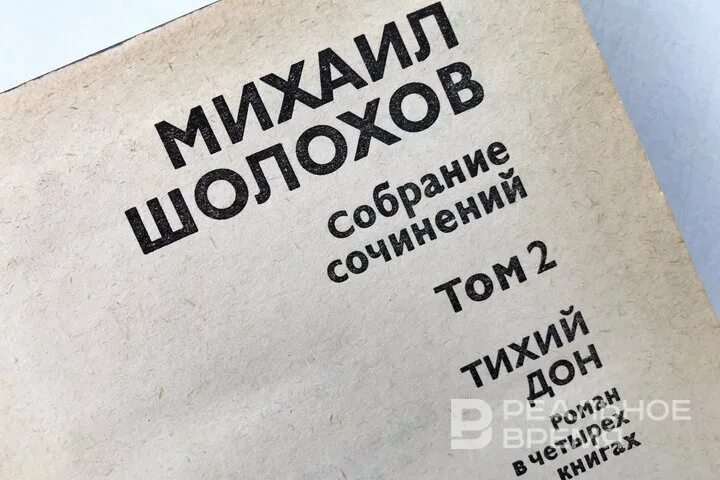 МИХАИЛ
ШОЛОХОВ
Собрание
сочинений
Том 2
ТИХИЙ
ДОН
Роман
в четырех
книгах
РЕАЛЬНОЕ
ВРЕМЯ